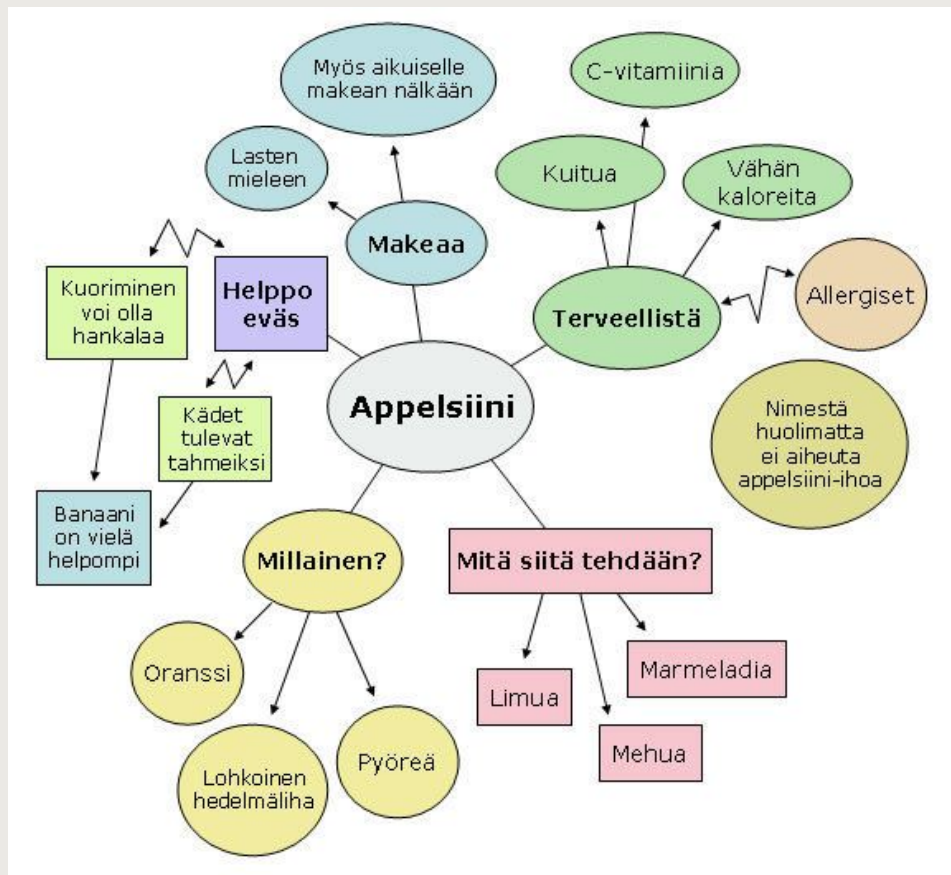 Myös aikuiselle
makean nälkään
C-vitamiinia
Lasten
mieleen
Kuitua
Vähän
kaloreita
Makeaa
Kuoriminen
voi olla
hankalaa
Helppo
eväs
Terveellistä
Allergiset
Appelsiini
Kädet
tulevat
tahmeiksi
Nimestä
huolimatta
ei aiheuta
appelsiini-ihoa
Banaani
on vielä
helpompi
Millainen?
Mitä siitä tehdään?
Oranssi
Lohkoinen
hedelmäliha
Pyöreä
Limua
Marmeladia
Mehua